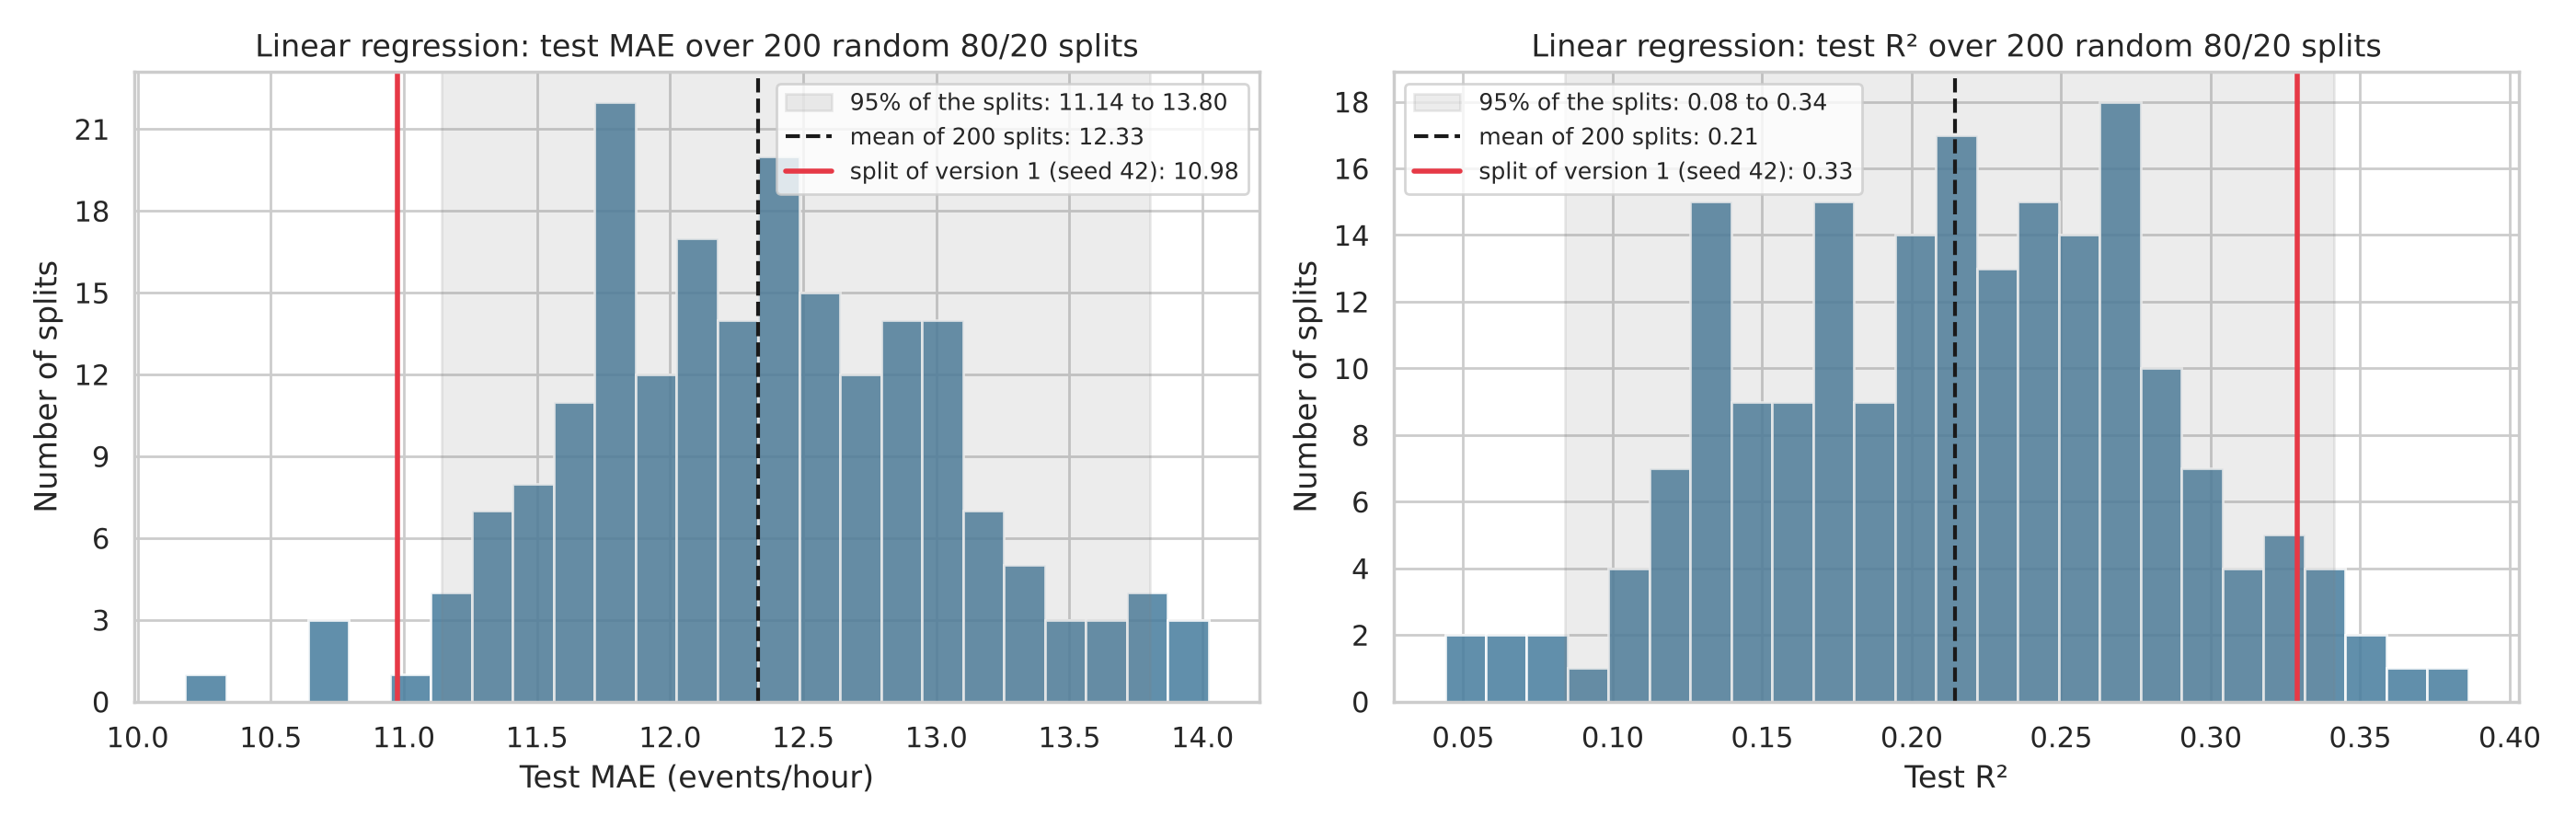 Linear regression: test MAE over 200 random 80/20 splits
95% of the splits: 11.14 to 13.80
mean of 200 splits: 12.33
split of version 1 (seed 42): 10.98
Number of splits
21
18
15
12
9
6
3
0
10.0 10.5 11.0 11.5 12.0 12.5 13.0 13.5 14.0
Test MAE (events/hour)
Linear regression: test R² over 200 random 80/20 splits
95% of the splits: 0.08 to 0.34
mean of 200 splits: 0.21
split of version 1 (seed 42): 0.33
Number of splits
18
16
14
12
10
8
6
4
2
0
0.05 0.10 0.15 0.20 0.25 0.30 0.35 0.40
Test R²